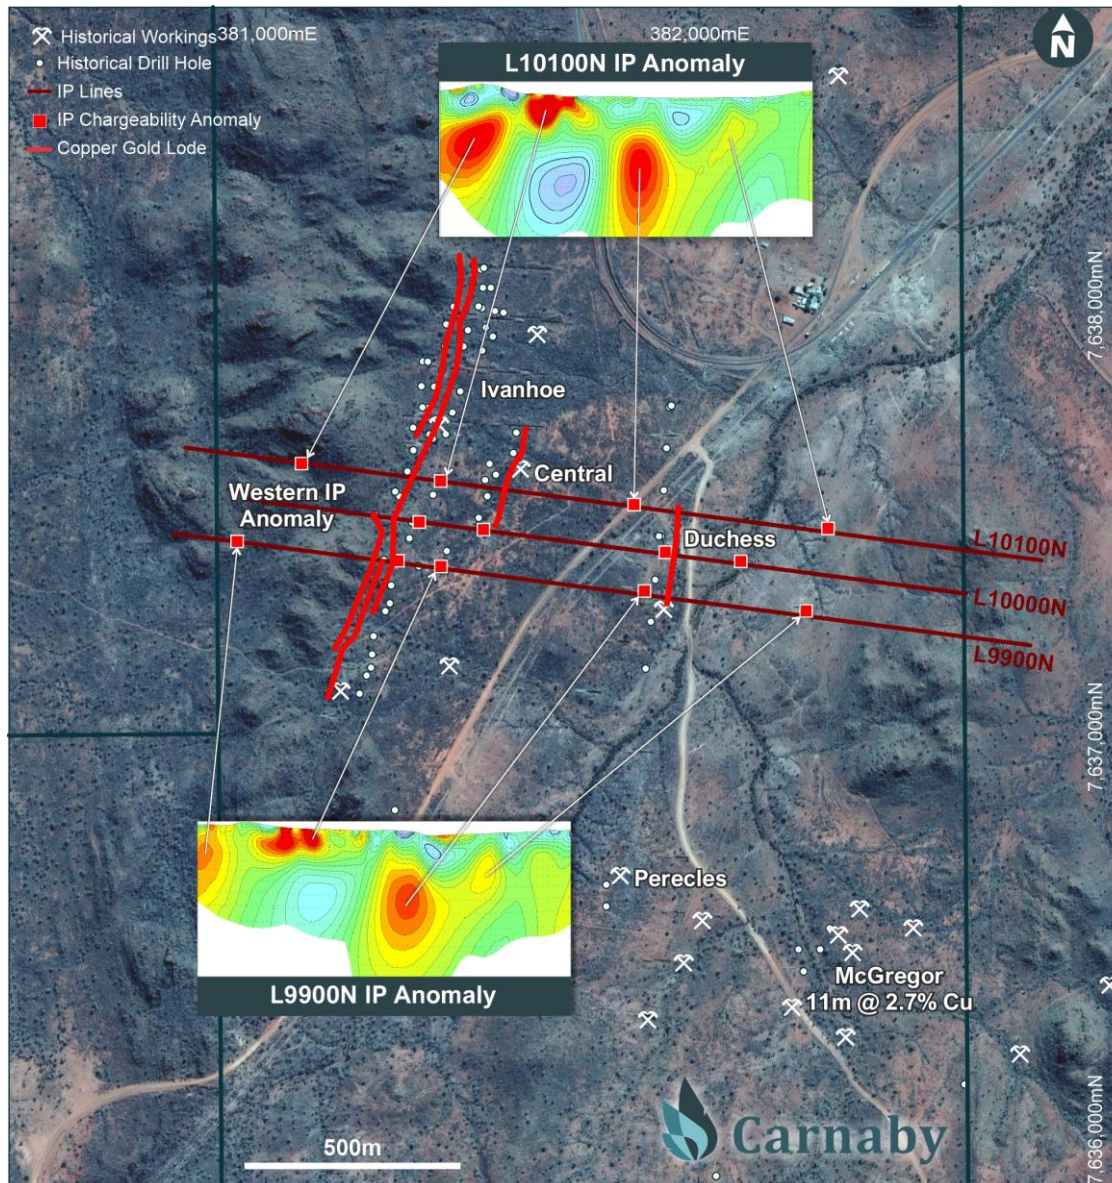 Historical Workings
381,000mE
382,000mE
N
Historical Drill Hole
IP Lines
IP Chargeability Anomaly
Copper Gold Lode
L10100N IP Anomaly
7,638,000mN
Ivanhoe
Central
Western IP
Anomaly
Duchess
L10100N
L10000N
L9900N
7,637,000mN
Perecles
L9900N IP Anomaly
McGregor
11m @ 2.7% Cu
500m
Carnaby
7,636,000mN